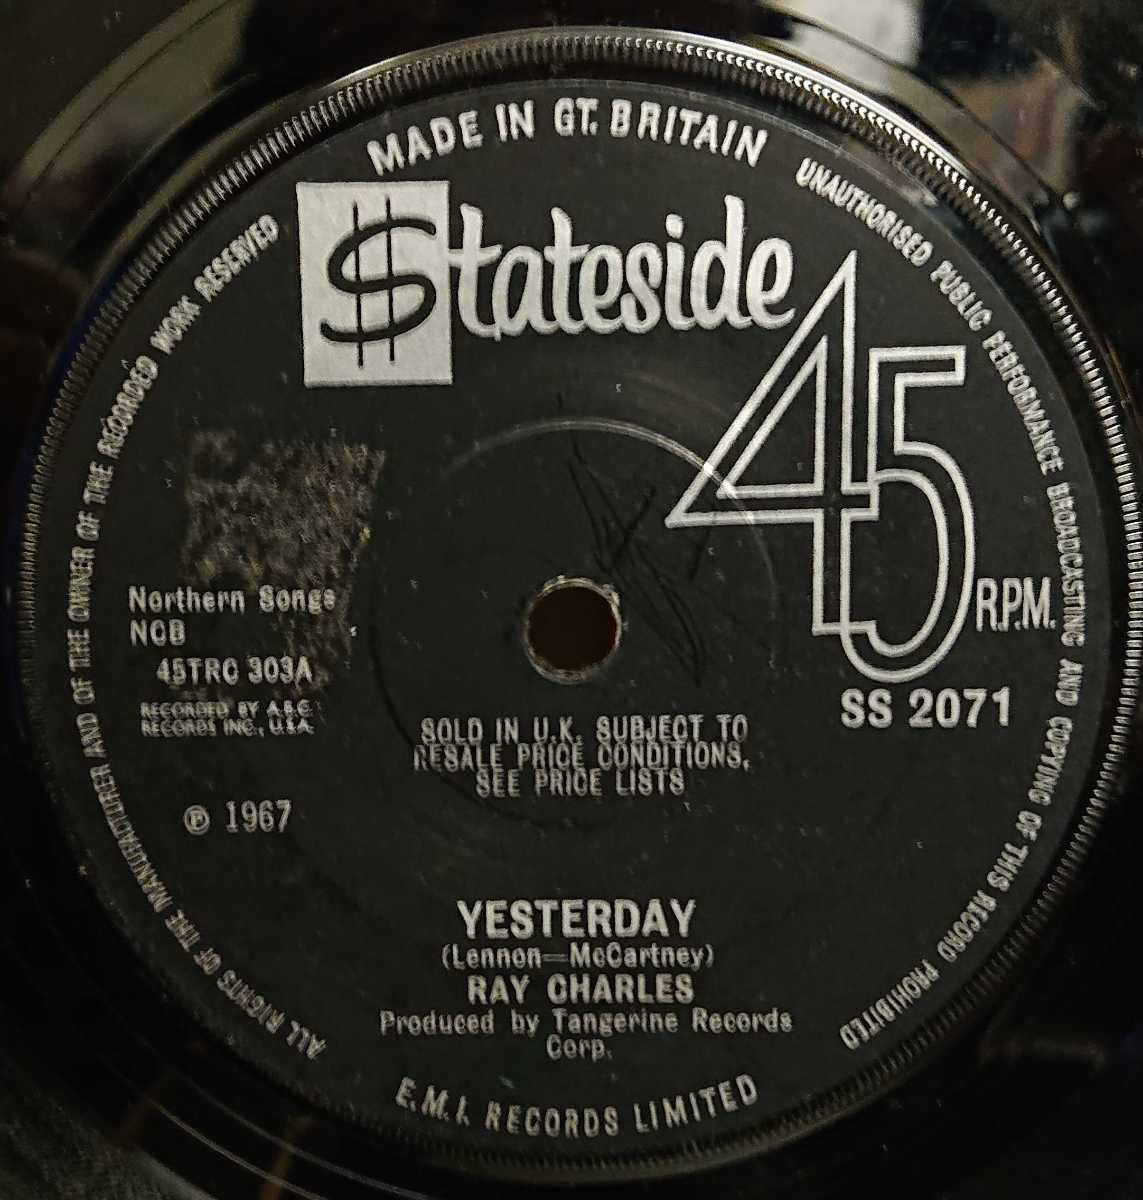 MADE IN GT. BRITAIN
UNAUTHORISED PUBLIC PERFORMANCE BROADCASTING AND COPYING OF THIS RECORD PROHIBITED
ALL RIGHTS OF THE MANUFACTURER AND OF THE OWNER OF THE RECORDED WORK RESERVED
$tateside
45
R.P.M.
Northern Songs
NCB
45TRC 303A
RECORDED BY A.B.C.
RECORDS INC., U.S.A.
SS 2071
SOLD IN U.K. SUBJECT TO
RESALE PRICE CONDITIONS,
SEE PRICE LISTS
℗ 1967
YESTERDAY
(Lennon—McCartney)
RAY CHARLES
Produced by Tangerine Records
Corp.
E.M.I. RECORDS LIMITED